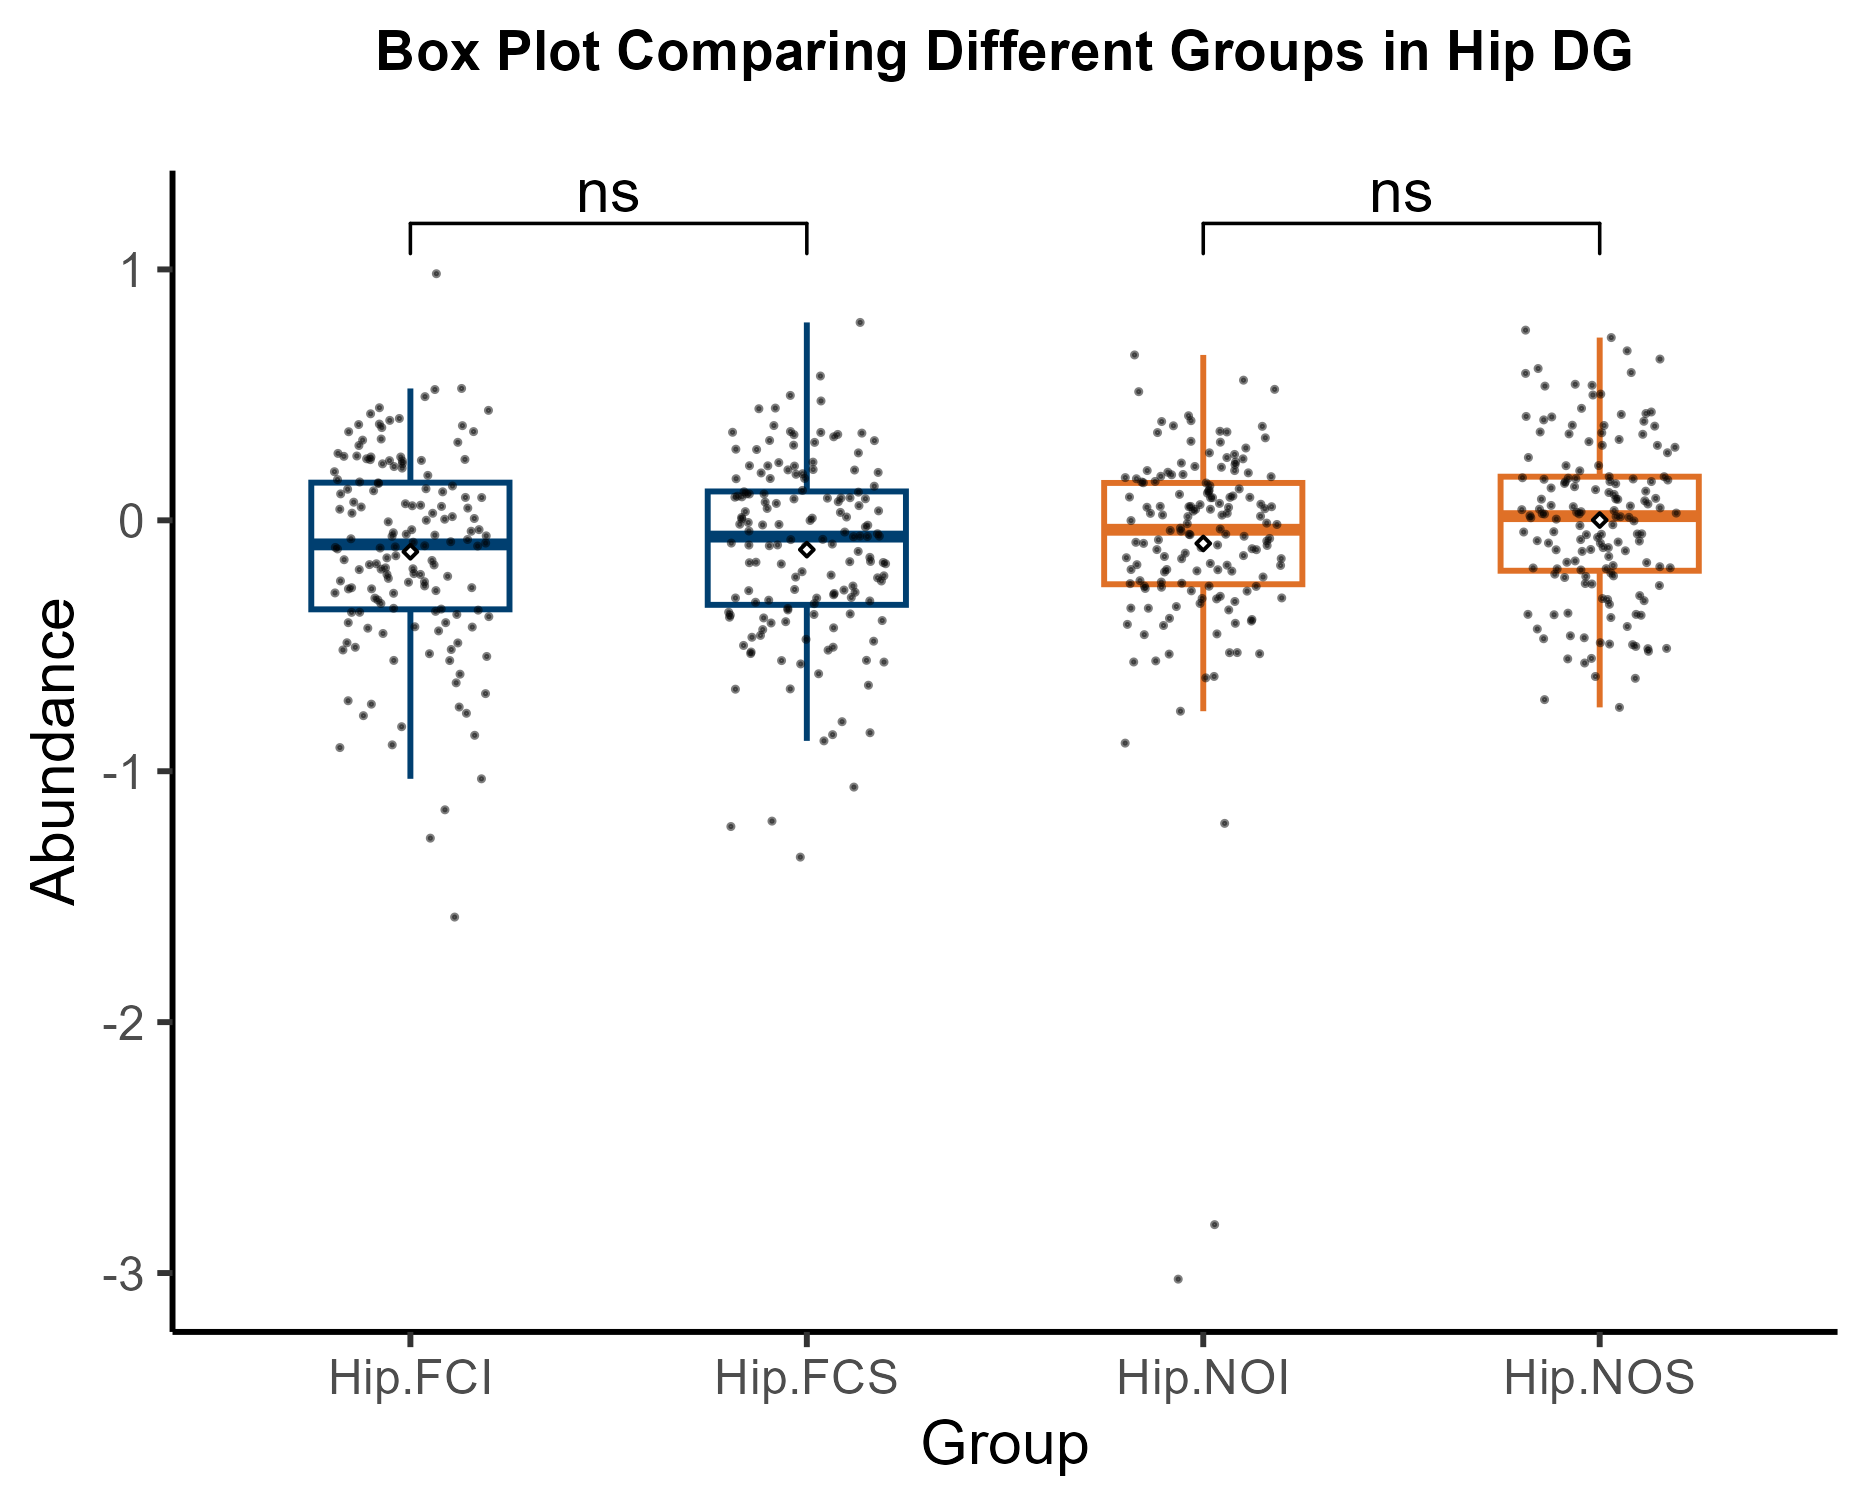 Box Plot Comparing Different Groups in Hip DG
ns ns
1
0
-1
-2
-3
Abundance
Hip.FCI Hip.FCS Hip.NOI Hip.NOS
Group